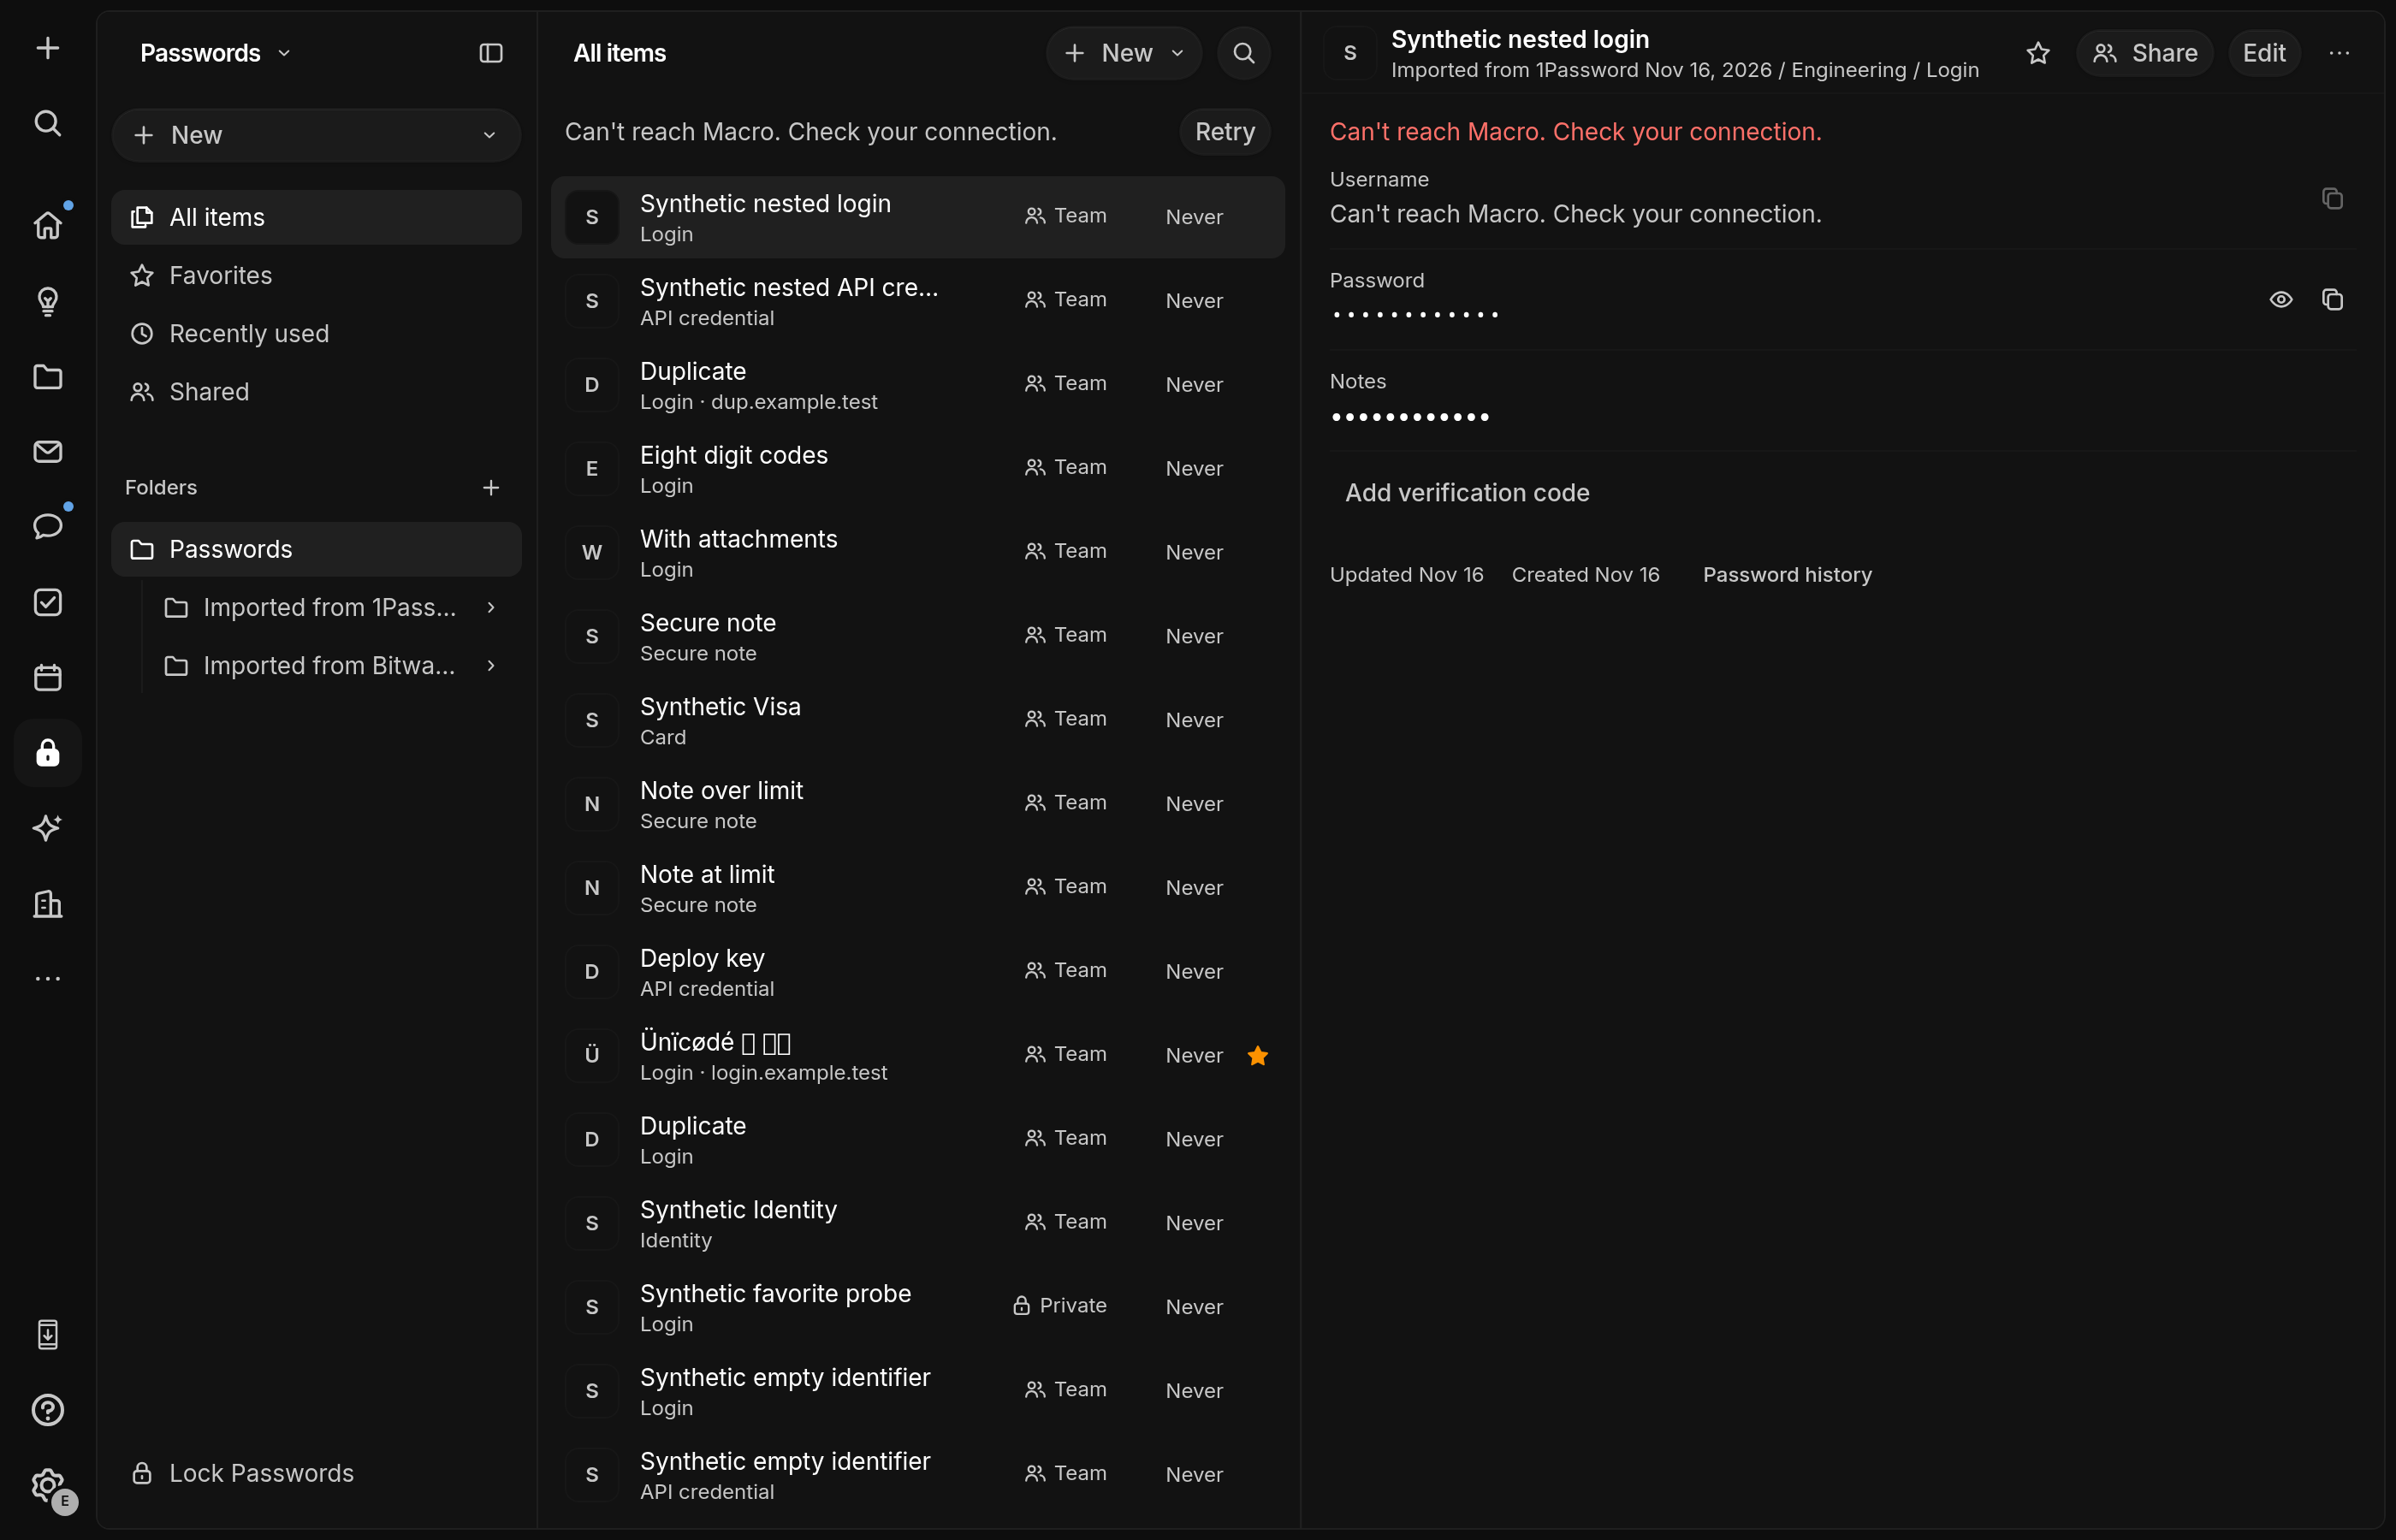 Passwords
New
All items
Favorites
Recently used
Shared
Folders
Passwords
Imported from 1Pass...
Imported from Bitwa...
Lock Passwords
E
All items
New
Can't reach Macro. Check your connection.
Retry
S
Synthetic nested login
Login
Team
Never
S
Synthetic nested API cre...
API credential
Team
Never
D
Duplicate
Login · dup.example.test
Team
Never
E
Eight digit codes
Login
Team
Never
W
With attachments
Login
Team
Never
S
Secure note
Secure note
Team
Never
S
Synthetic Visa
Card
Team
Never
N
Note over limit
Secure note
Team
Never
N
Note at limit
Secure note
Team
Never
D
Deploy key
API credential
Team
Never
Ü
Ünïcødé
Login · login.example.test
Team
Never
D
Duplicate
Login
Team
Never
S
Synthetic Identity
Identity
Team
Never
S
Synthetic favorite probe
Login
Private
Never
S
Synthetic empty identifier
Login
Team
Never
S
Synthetic empty identifier
API credential
Team
Never
S
Synthetic nested login
Imported from 1Password Nov 16, 2026 / Engineering / Login
Share
Edit
Can't reach Macro. Check your connection.
Username
Can't reach Macro. Check your connection.
Password
••••••••••••
Notes
••••••••••••
Add verification code
Updated Nov 16
Created Nov 16
Password history